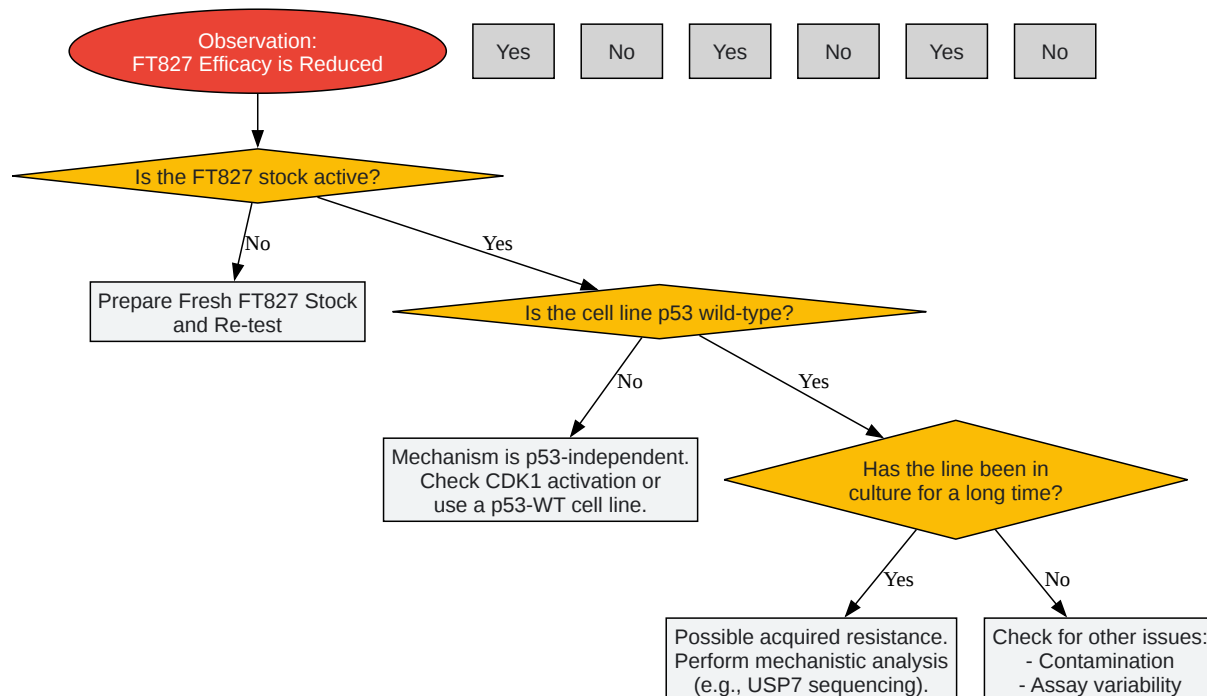 Observation:
FT827 Efficacy is Reduced
Yes
No
Yes
No
Yes
No
Is the FT827 stock active?
No
Yes
Prepare Fresh FT827 Stock
and Re-test
Is the cell line p53 wild-type?
No
Yes
Mechanism is p53-independent.
Check CDK1 activation or
use a p53-WT cell line.
Has the line been in
culture for a long time?
Yes
No
Possible acquired resistance.
Perform mechanistic analysis
(e.g., USP7 sequencing).
Check for other issues:
- Contamination
- Assay variability